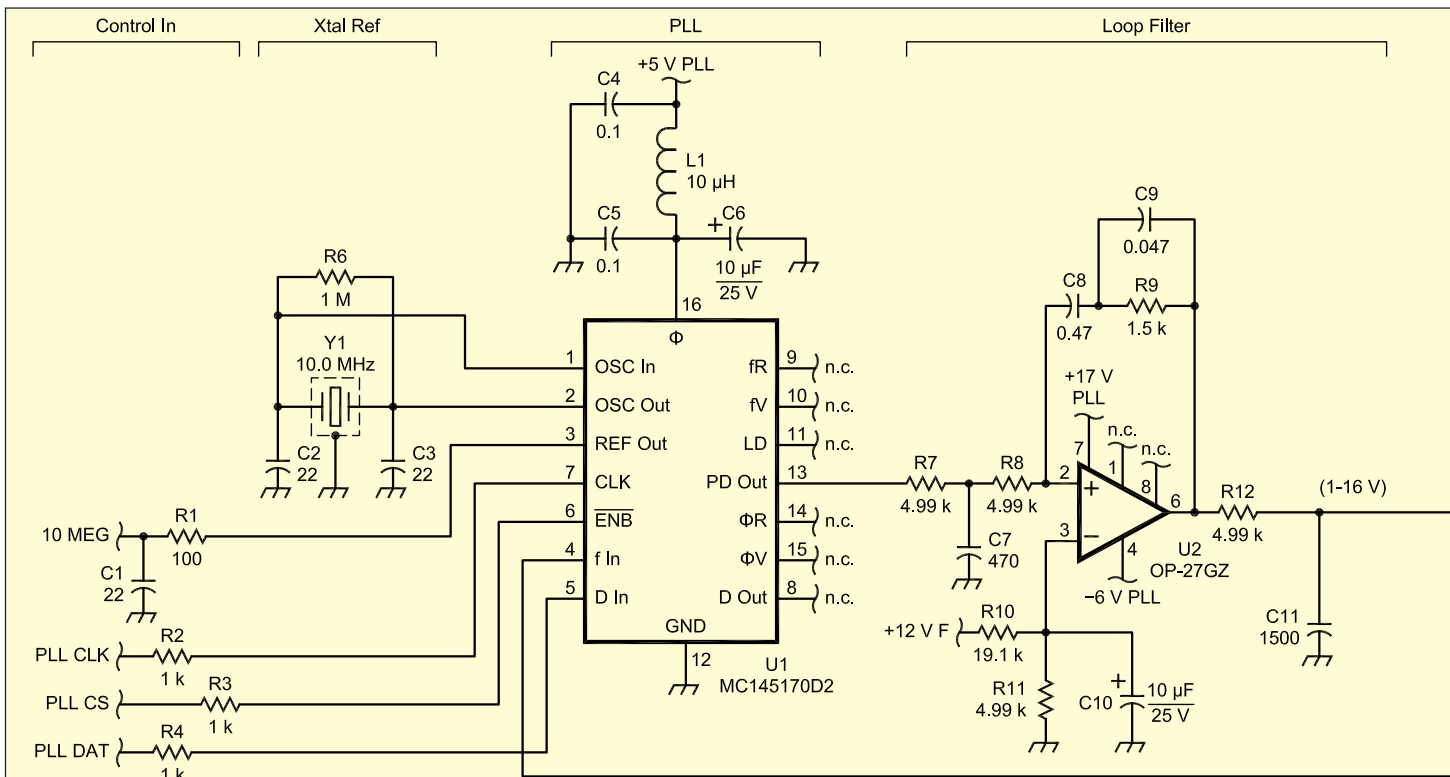 Control In
Xtal Ref
PLL
Loop Filter
+5 V PLL
C4
0.1
L1
10 µH
C5
0.1
+
C6
10 µF
25 V
R6
1 M
Y1
10.0 MHz
C2
22
C3
22
16
Φ
1
OSC In
2
OSC Out
3
REF Out
7
CLK
6
ENB
4
f In
5
D In
fR
9
n.c.
fV
10
n.c.
LD
11
n.c.
PD Out
13
ΦR
14
n.c.
ΦV
15
n.c.
D Out
8
n.c.
GND
12
U1
MC145170D2
10 MEG
R1
100
C1
22
PLL CLK
R2
1 k
PLL CS
R3
1 k
PLL DAT
R4
1 k
R7
4.99 k
R8
4.99 k
C7
470
C9
0.047
C8
0.47
R9
1.5 k
+17 V
PLL
n.c.
n.c.
7
1
8
2
+
3
−
6
4
U2
OP-27GZ
−6 V PLL
R12
4.99 k
(1-16 V)
C11
1500
+12 V F
R10
19.1 k
R11
4.99 k
+
C10
10 µF
25 V